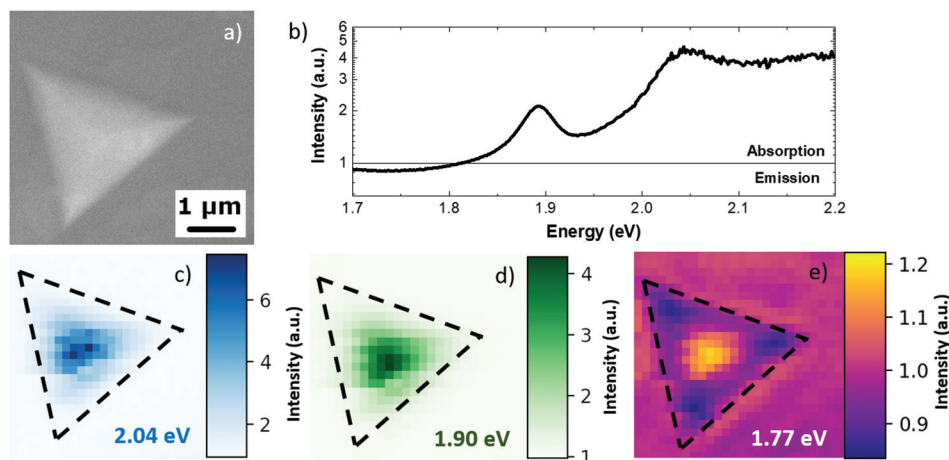 a)
1 μm
b)
Intensity (a.u.)
6
5
4
3
2
1
Absorption
Emission
1.7 1.8 1.9 2.0 2.1 2.2
Energy (eV)
c)
2.04 eV
6
4
2
Intensity (a.u.)
d)
1.90 eV
4
3
2
1
Intensity (a.u.)
e)
1.77 eV
1.2
1.1
1.0
0.9
Intensity (a.u.)